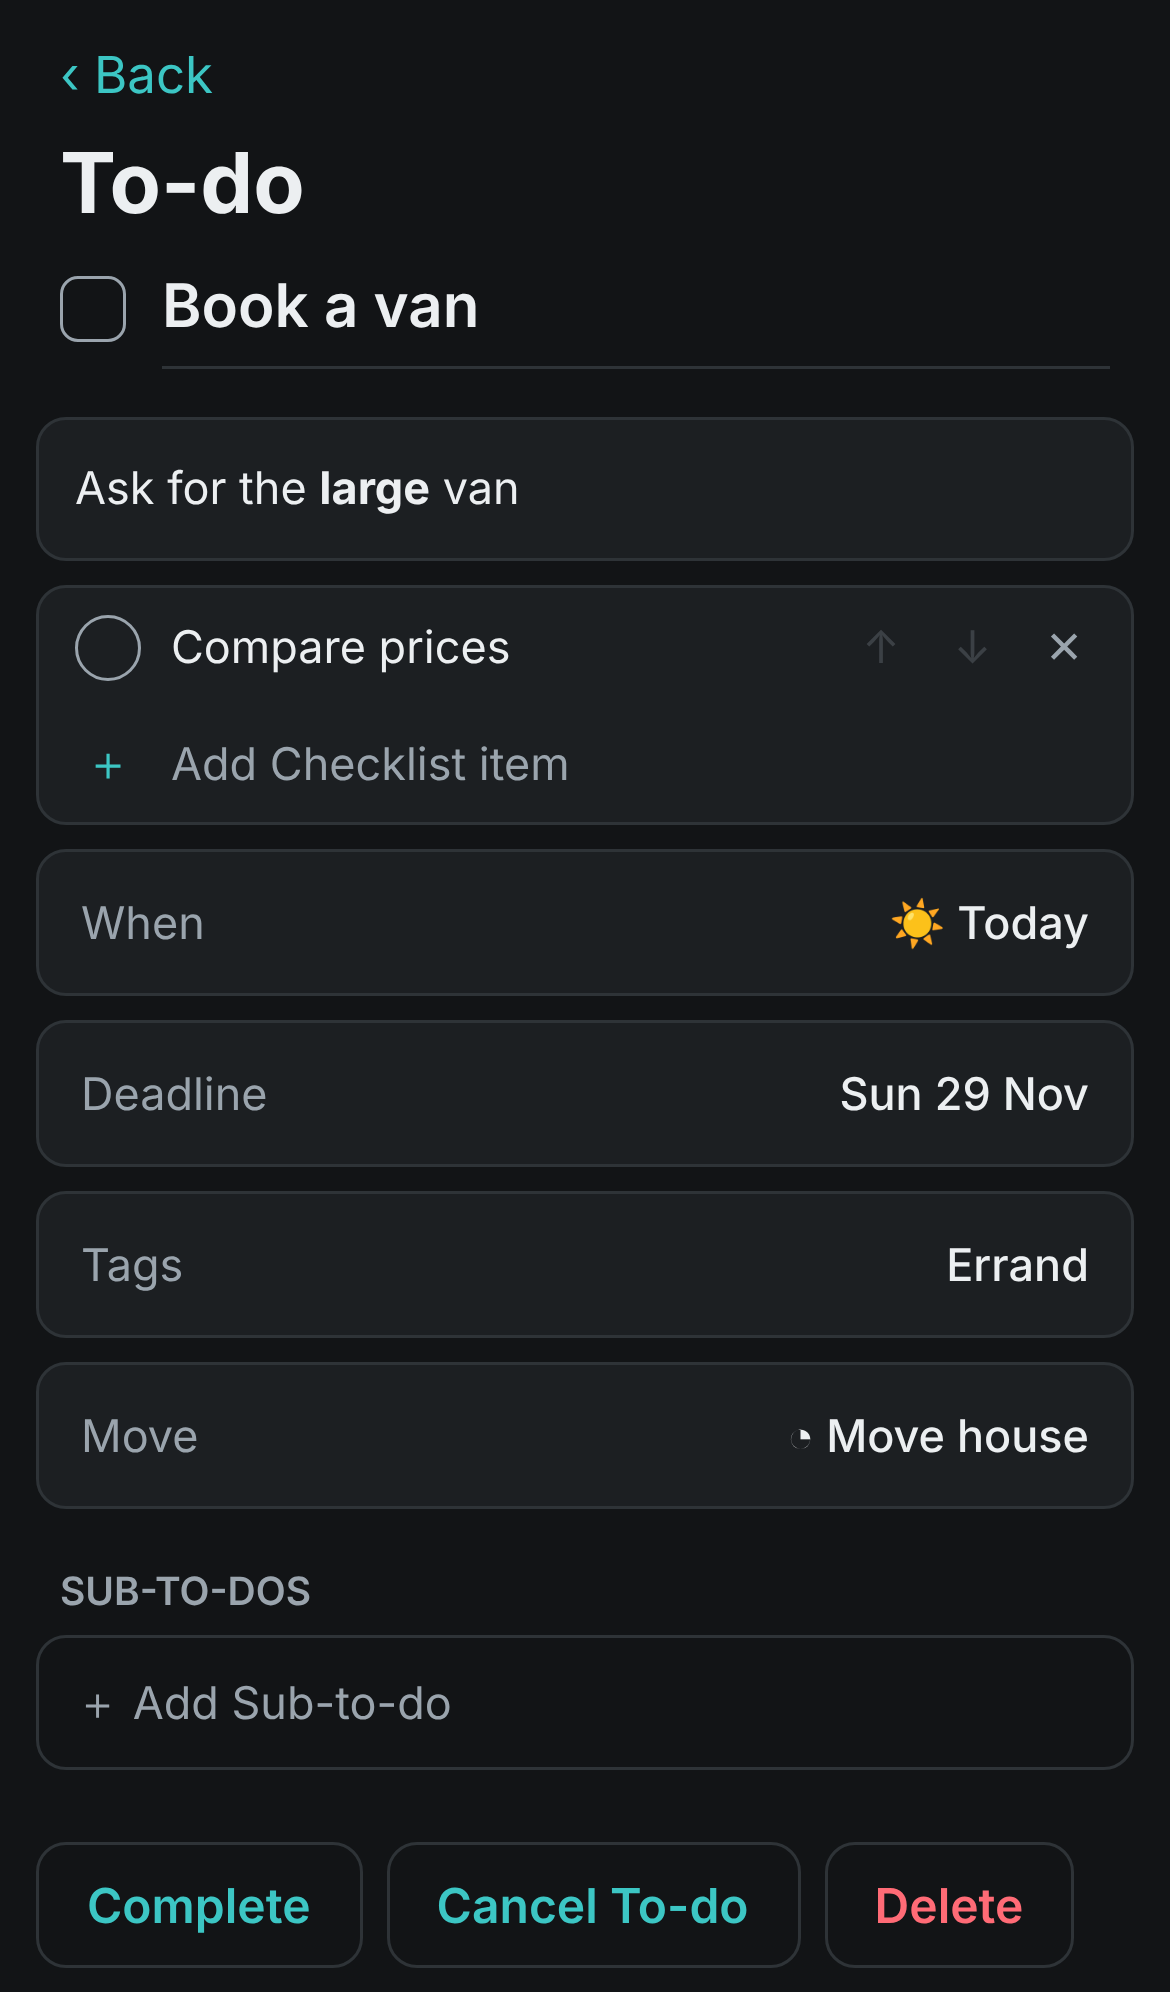 ‹ Back
To-do
Book a van
Ask for the large van
Compare prices ↑ ↓ ✕
+ Add Checklist item
When ☀️ Today
Deadline Sun 29 Nov
Tags Errand
Move ◔ Move house
SUB-TO-DOS
+ Add Sub-to-do
Complete Cancel To-do Delete